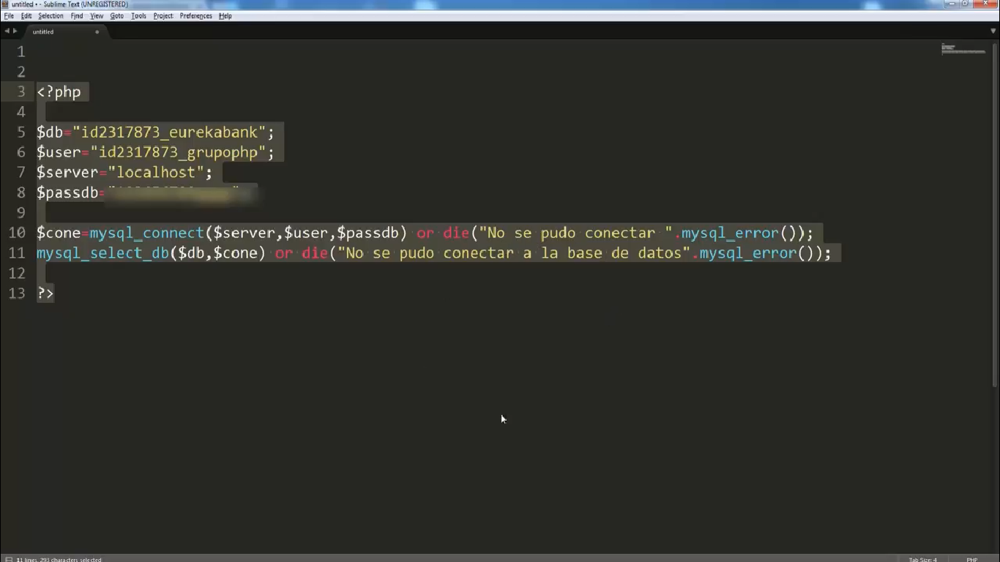 untitled • - Sublime Text (UNREGISTERED)
File Edit Selection Find View Goto Tools Project Preferences Help
untitled
1
2
3 <?php
4
5 $db="id2317873_eurekabank";
6 $user="id2317873_grupophp";
7 $server="localhost";
8 $passdb="
9
10 $cone=mysql_connect($server,$user,$passdb) or die("No se pudo conectar ".mysql_error());
11 mysql_select_db($db,$cone) or die("No se pudo conectar a la base de datos".mysql_error());
12
13 ?>
11 lines, 293 characters selected
Tab Size: 4 PHP